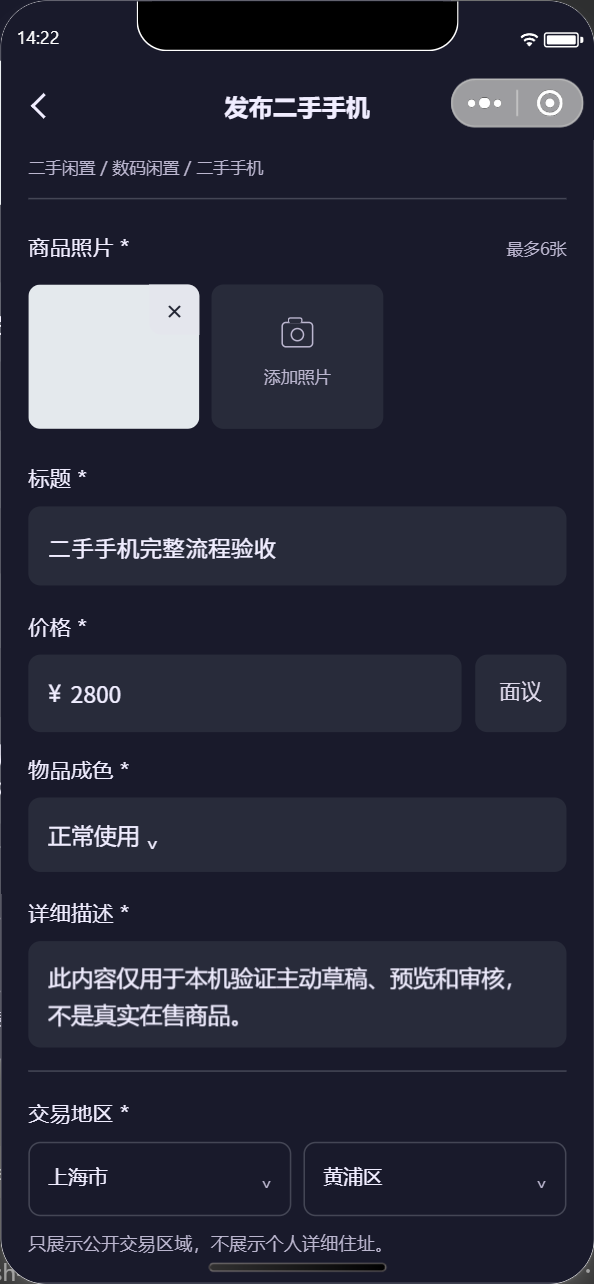 14:22
发布二手手机
二手闲置 / 数码闲置 / 二手手机
商品照片 * 最多6张
添加照片
标题 *
二手手机完整流程验收
价格 *
¥ 2800 面议
物品成色 *
正常使用
详细描述 *
此内容仅用于本机验证主动草稿、预览和审核，
不是真实在售商品。
交易地区 *
上海市 黄浦区
只展示公开交易区域，不展示个人详细住址。